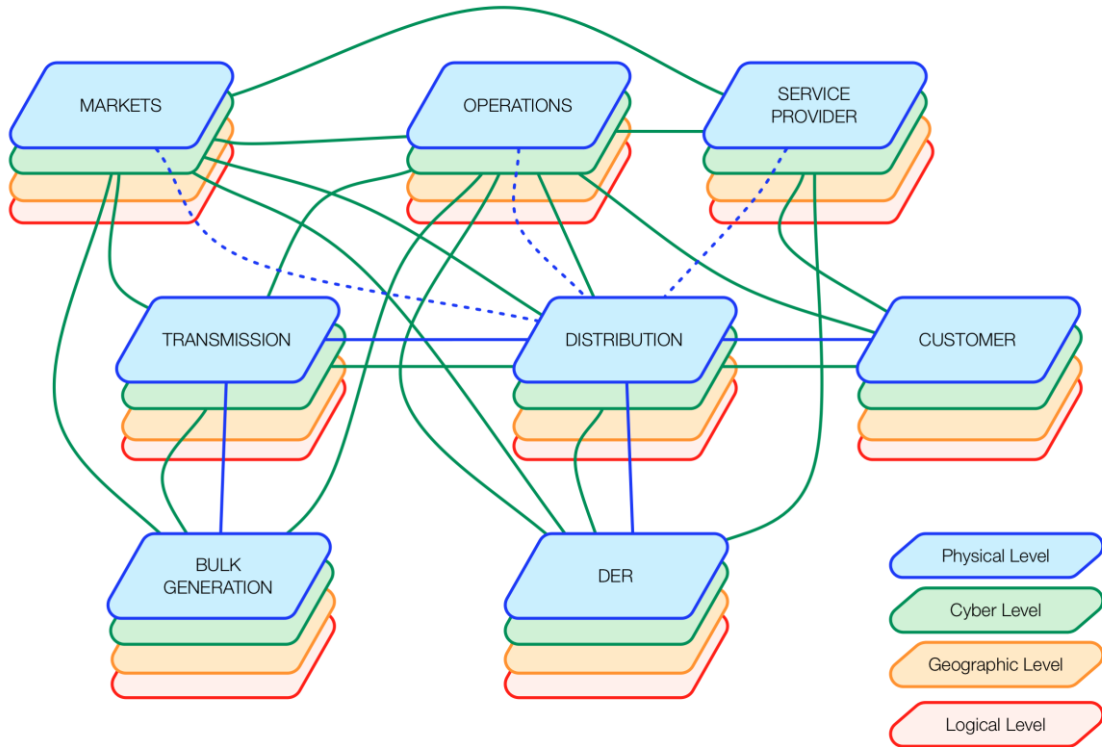 MARKETS
OPERATIONS
SERVICE
PROVIDER
TRANSMISSION
DISTRIBUTION
CUSTOMER
BULK
GENERATION
DER
Physical Level
Cyber Level
Geographic Level
Logical Level